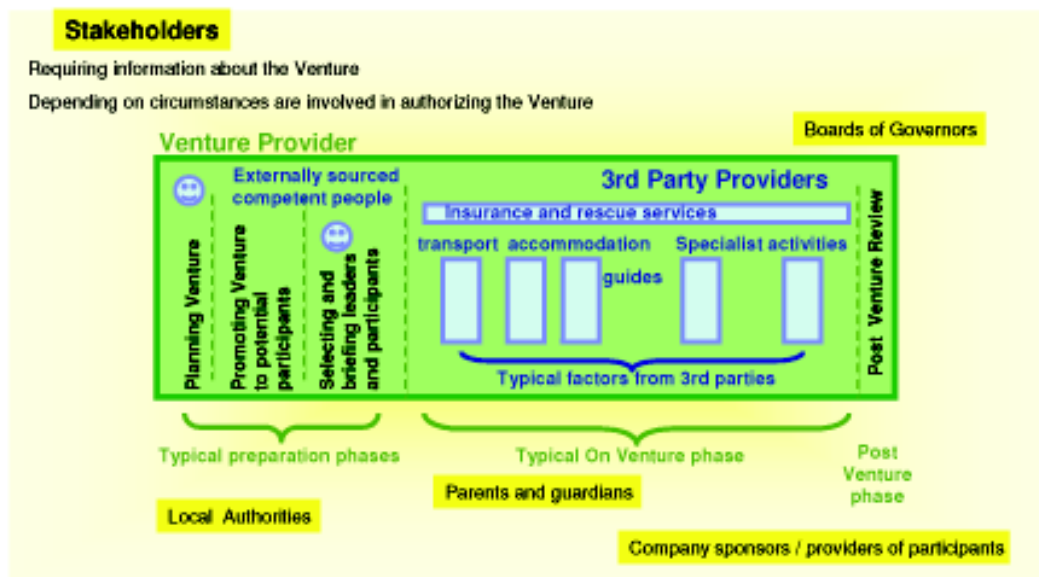 Stakeholders
Requiring information about the Venture
Depending on circumstances are involved in authorizing the Venture
Boards of Governors
Venture Provider
Externally sourced
competent people
3rd Party Providers
Insurance and rescue services
transport accommodation Specialist activities
guides
Planning Venture
Promoting Venture
to potential
participants
Selecting and
briefing leaders
and participants
Post Venture Review
Typical factors from 3rd parties
Typical preparation phases
Typical On Venture phase
Post
Venture
phase
Parents and guardians
Local Authorities
Company sponsors / providers of participants